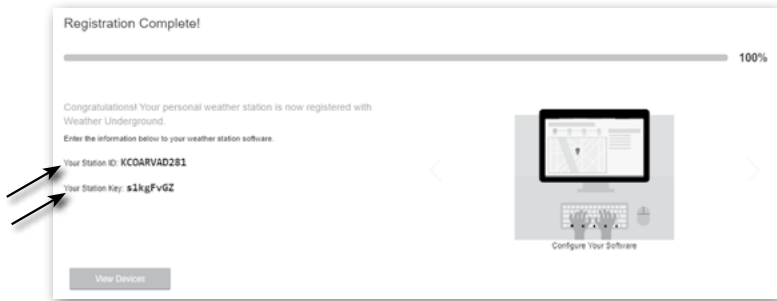 Registration Complete!
100%
Congratulations! Your personal weather station is now registered with
Weather Underground.
Enter the information below to your weather station software.
Your Station ID: KCOARVAD281
Your Station Key: s1kgFvGZ
Configure Your Software
View Devices